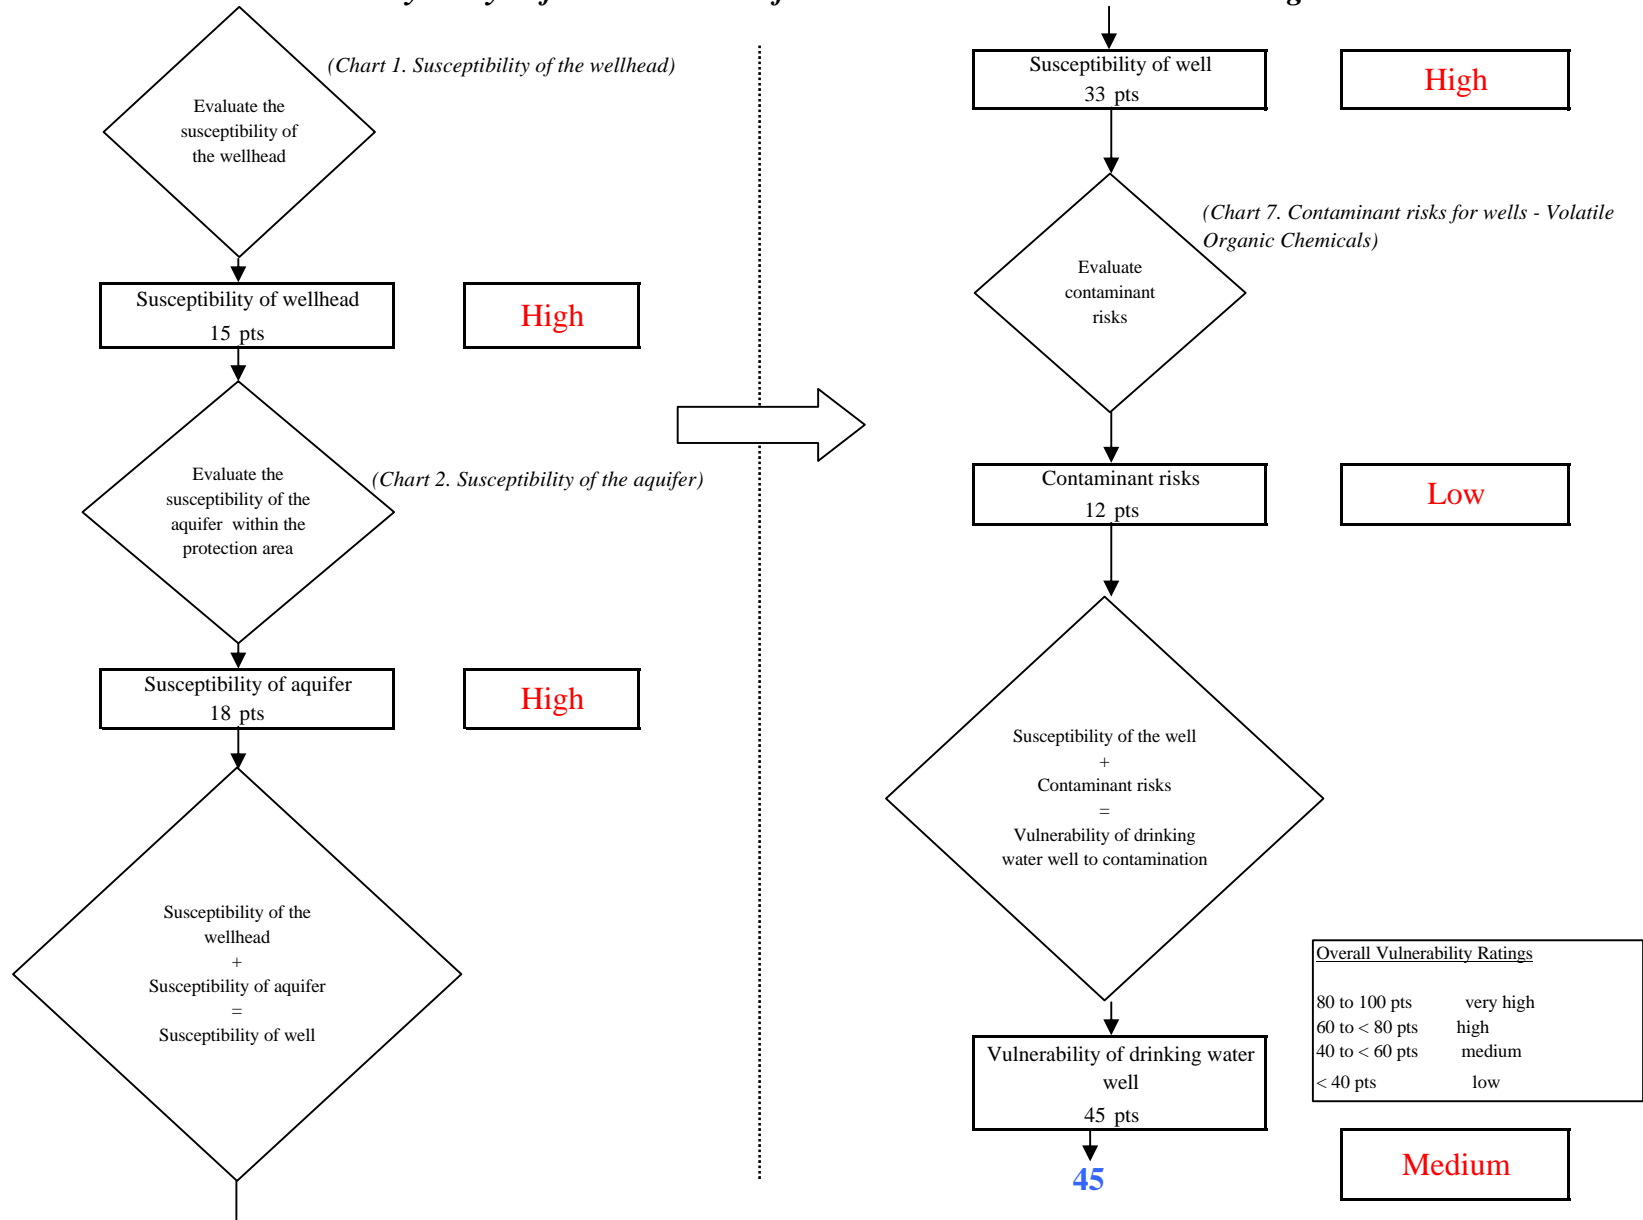 (Chart 1. Susceptibility of the wellhead)
Evaluate the
susceptibility of
the wellhead
Susceptibility of wellhead
15 pts
High
(Chart 2. Susceptibility of the aquifer)
Evaluate the
susceptibility of the
aquifer within the
protection area
Susceptibility of aquifer
18 pts
High
Susceptibility of the
wellhead
+
Susceptibility of aquifer
=
Susceptibility of well
Susceptibility of well
33 pts
High
(Chart 7. Contaminant risks for wells - Volatile
Organic Chemicals)
Evaluate
contaminant
risks
Contaminant risks
12 pts
Low
Susceptibility of the well
+
Contaminant risks
=
Vulnerability of drinking
water well to contamination
Overall Vulnerability Ratings
80 to 100 pts very high
60 to < 80 pts high
40 to < 60 pts medium
< 40 pts low
Vulnerability of drinking water
well
45 pts
45
Medium